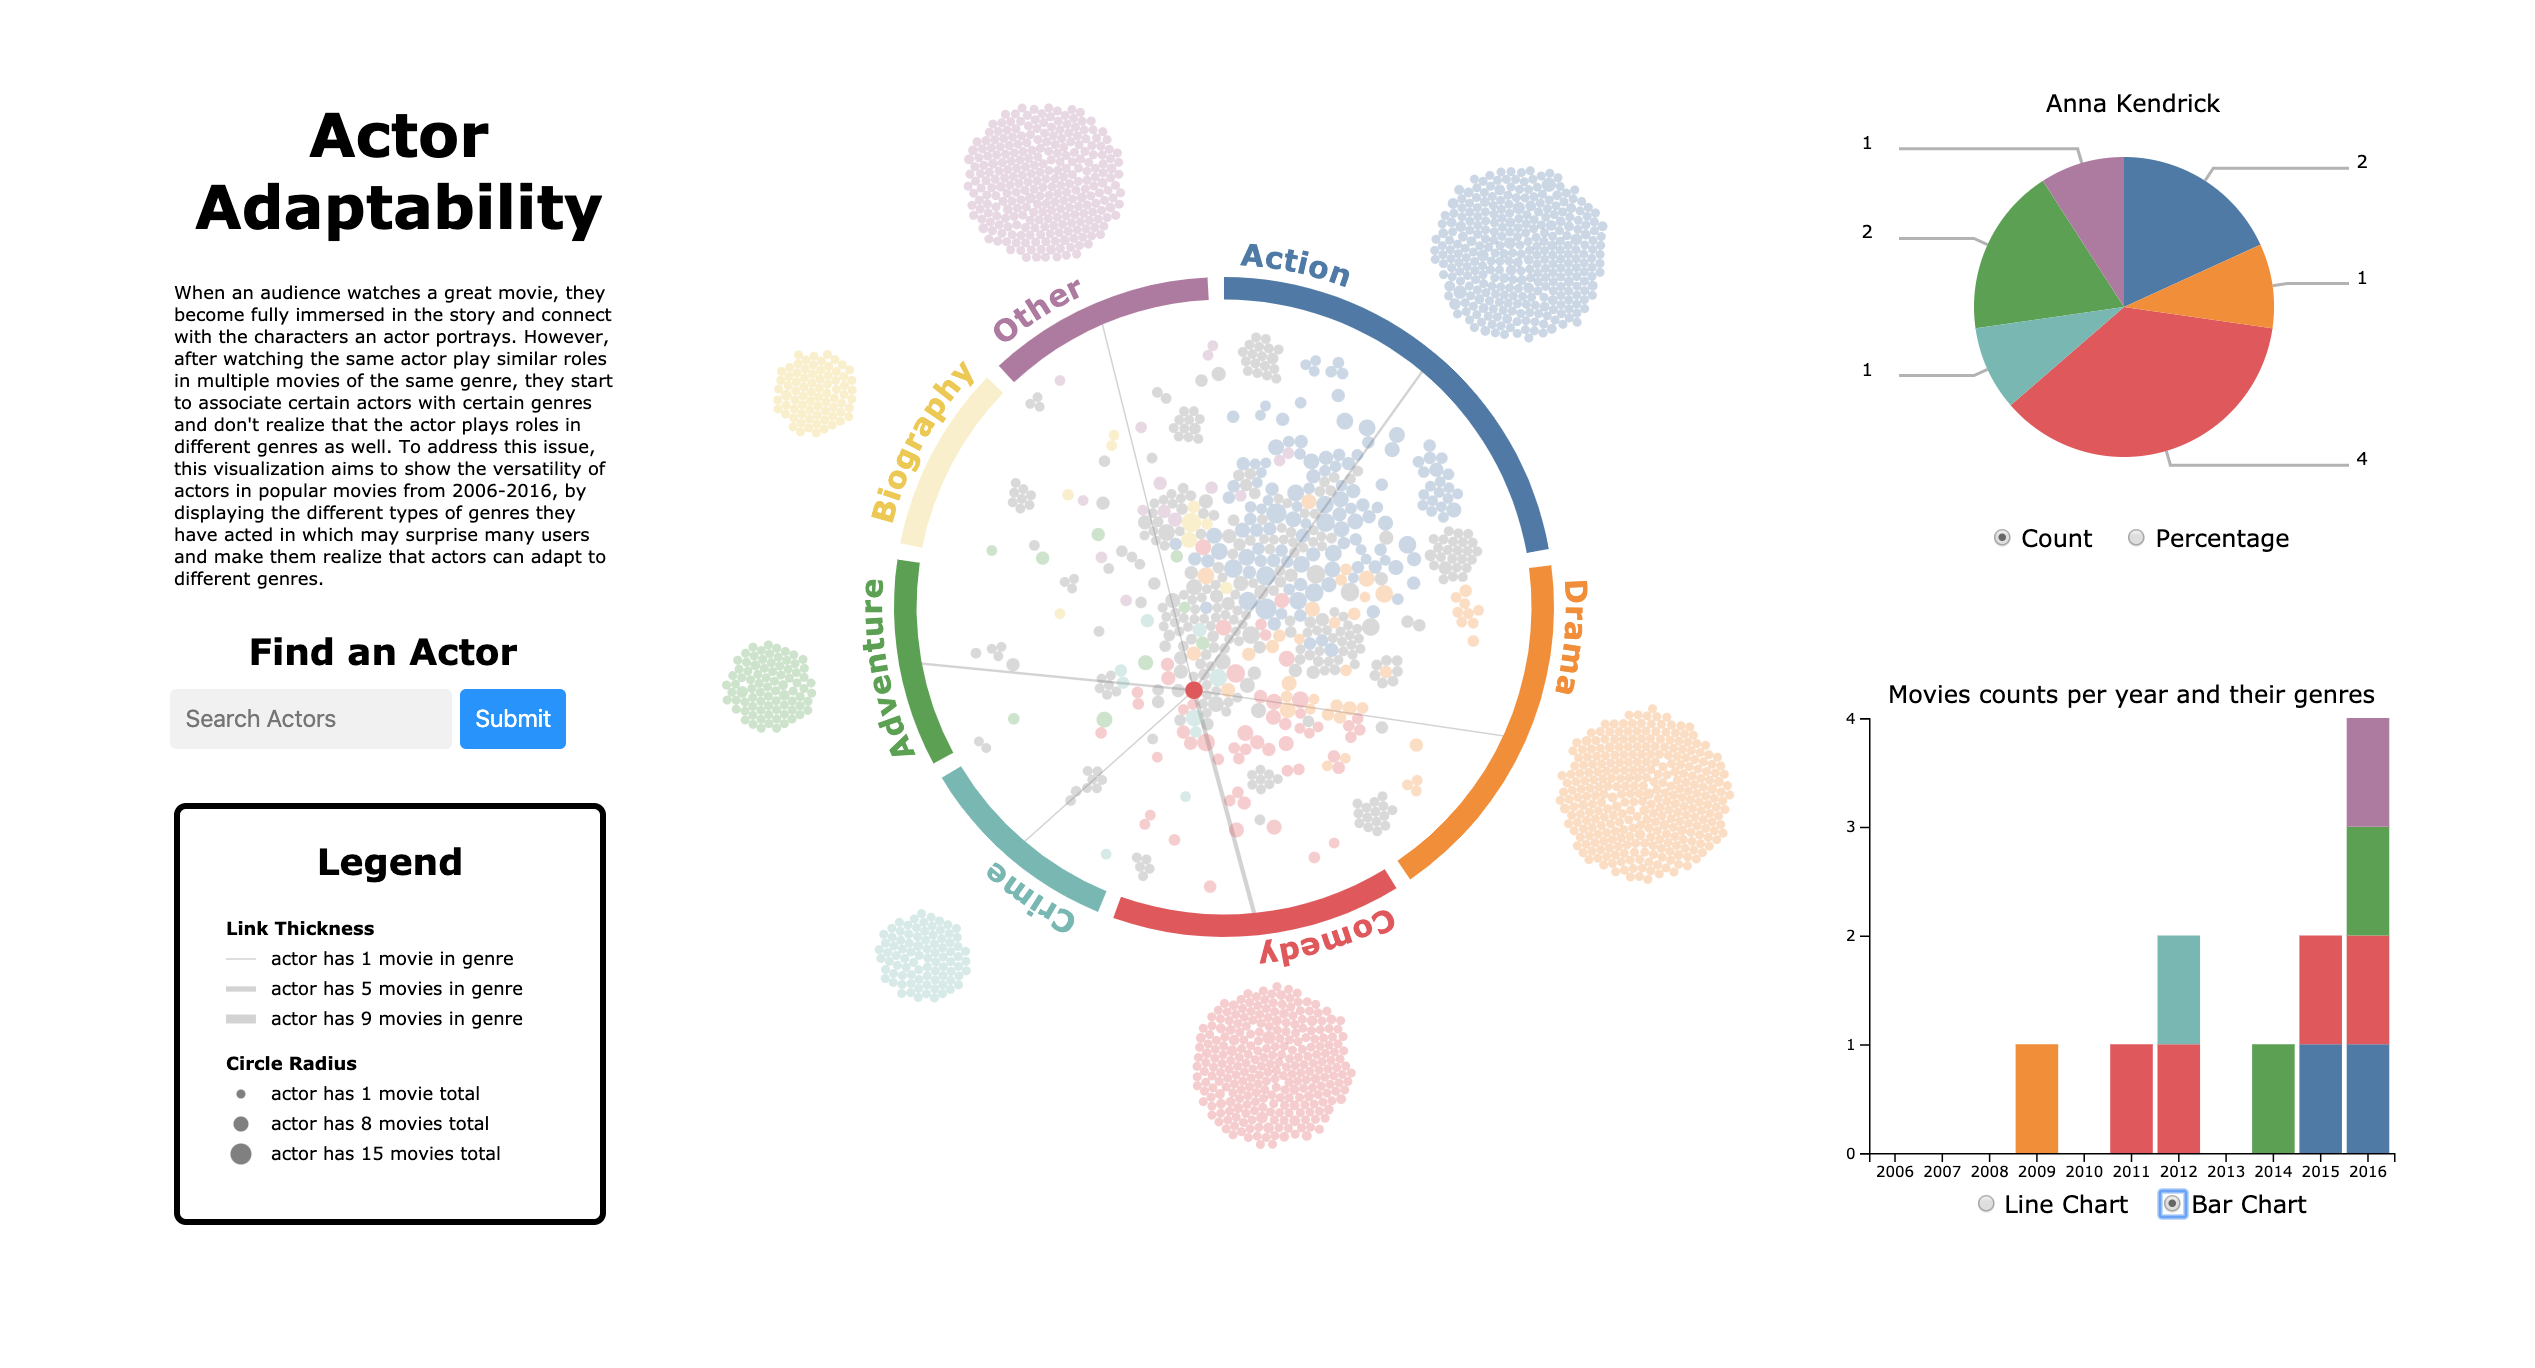 Actor
Adaptability
When an audience watches a great movie, they
become fully immersed in the story and connect
with the characters an actor portrays. However,
after watching the same actor play similar roles
in multiple movies of the same genre, they start
to associate certain actors with certain genres
and don't realize that the actor plays roles in
different genres as well. To address this issue,
this visualization aims to show the versatility of
actors in popular movies from 2006-2016, by
displaying the different types of genres they
have acted in which may surprise many users
and make them realize that actors can adapt to
different genres.
Find an Actor
Search Actors
Submit
Legend
Link Thickness
actor has 1 movie in genre
actor has 5 movies in genre
actor has 9 movies in genre
Circle Radius
actor has 1 movie total
actor has 8 movies total
actor has 15 movies total
Action
Drama
Comedy
Crime
Adventure
Biography
Other
Anna Kendrick
1
2
2
1
1
4
Count
Percentage
Movies counts per year and their genres
4
3
2
1
0
2006 2007 2008 2009 2010 2011 2012 2013 2014 2015 2016
Line Chart
Bar Chart